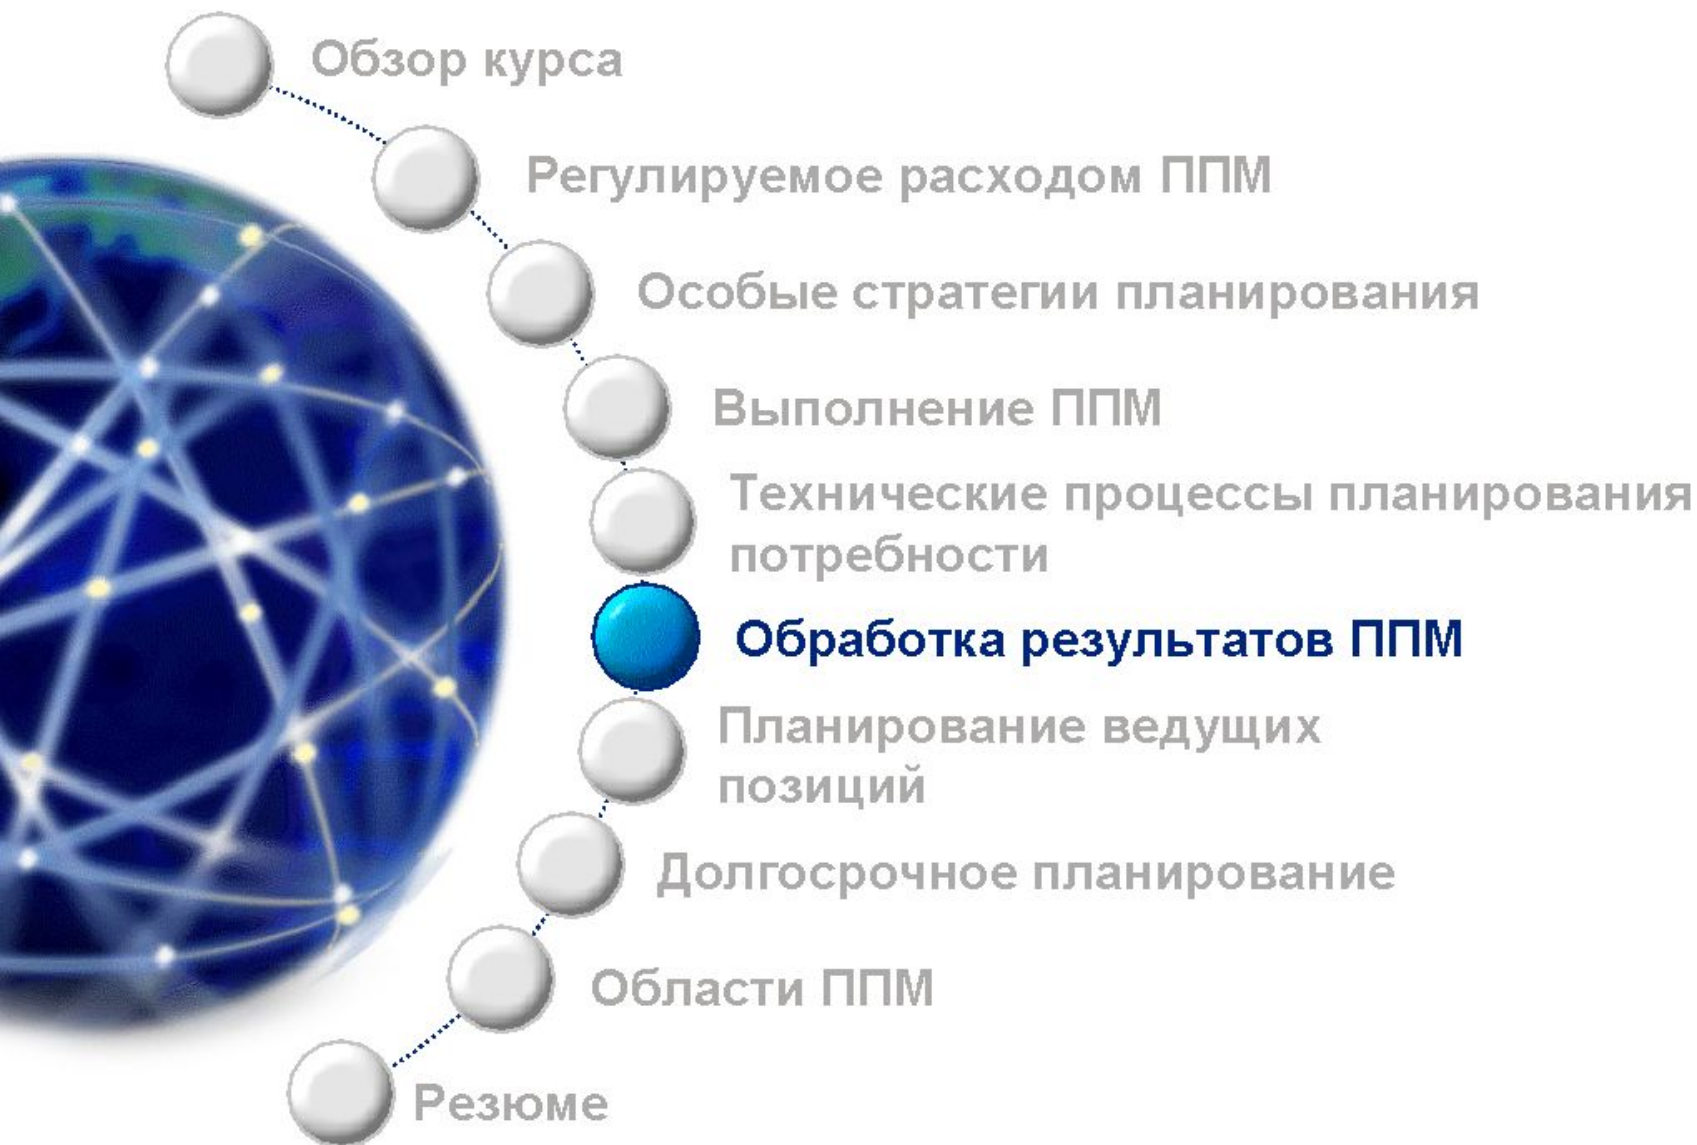 Обзор курса
Регулируемое расходом ППМ
Особые стратегии планирования
Выполнение ППМ
Технические процессы планирования
потребности
Обработка результатов ППМ
Планирование ведущих
позиций
Долгосрочное планирование
Области ППМ
Резюме